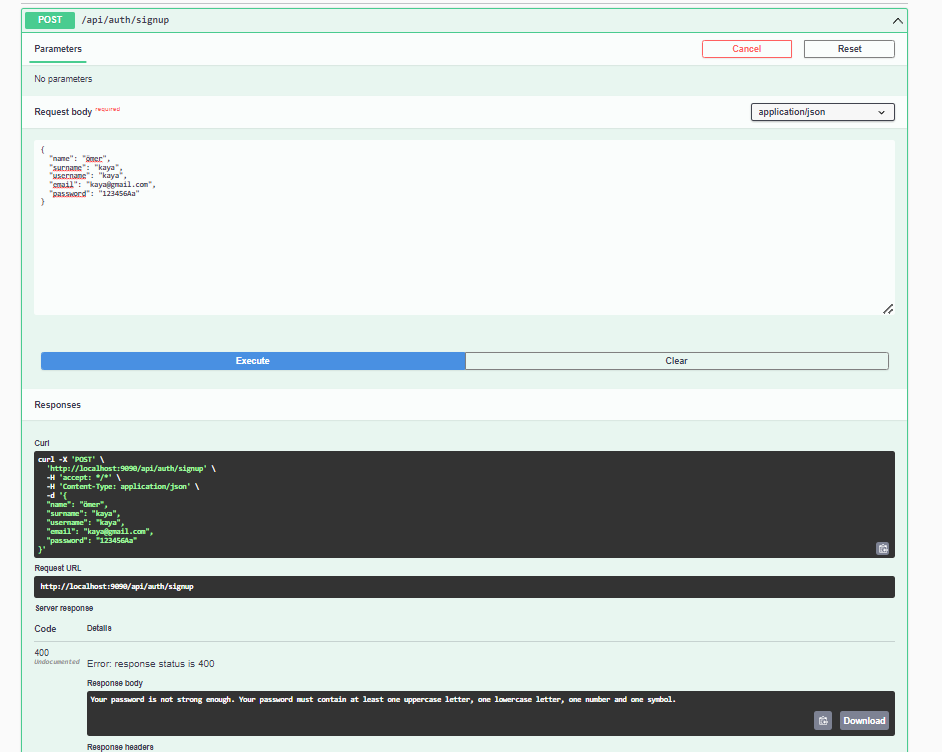 POST /api/auth/signup
Parameters
Cancel
Reset
No parameters
Request body required
application/json
{
"name": "ömer",
"surname": "kaya",
"username": "kaya",
"email": "kaya@gmail.com",
"password": "123456Aa"
}
Execute
Clear
Responses
Curl
curl -X 'POST' \
'http://localhost:9090/api/auth/signup' \
-H 'accept: */*' \
-H 'Content-Type: application/json' \
-d '{
"name": "ömer",
"surname": "kaya",
"username": "kaya",
"email": "kaya@gmail.com",
"password": "123456Aa"
}'
Request URL
http://localhost:9090/api/auth/signup
Server response
Code Details
400
Undocumented
Error: response status is 400
Response body
Your password is not strong enough. Your password must contain at least one uppercase letter, one lowercase letter, one number and one symbol.
Download
Response headers